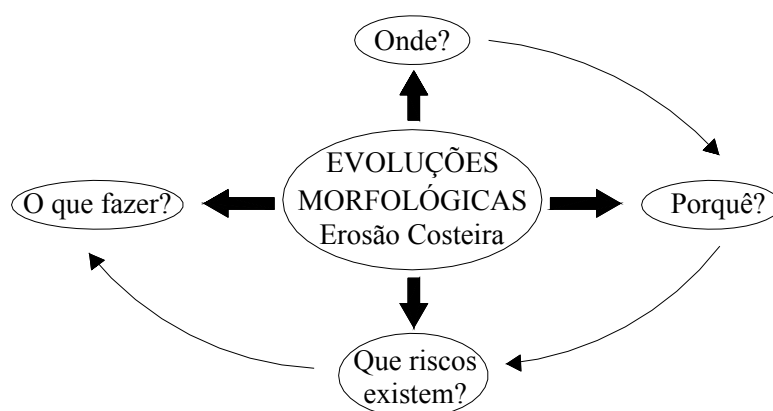 Onde?
EVOLUÇÕES
MORFOLÓGICAS
Erosão Costeira
O que fazer?
Porquê?
Que riscos
existem?